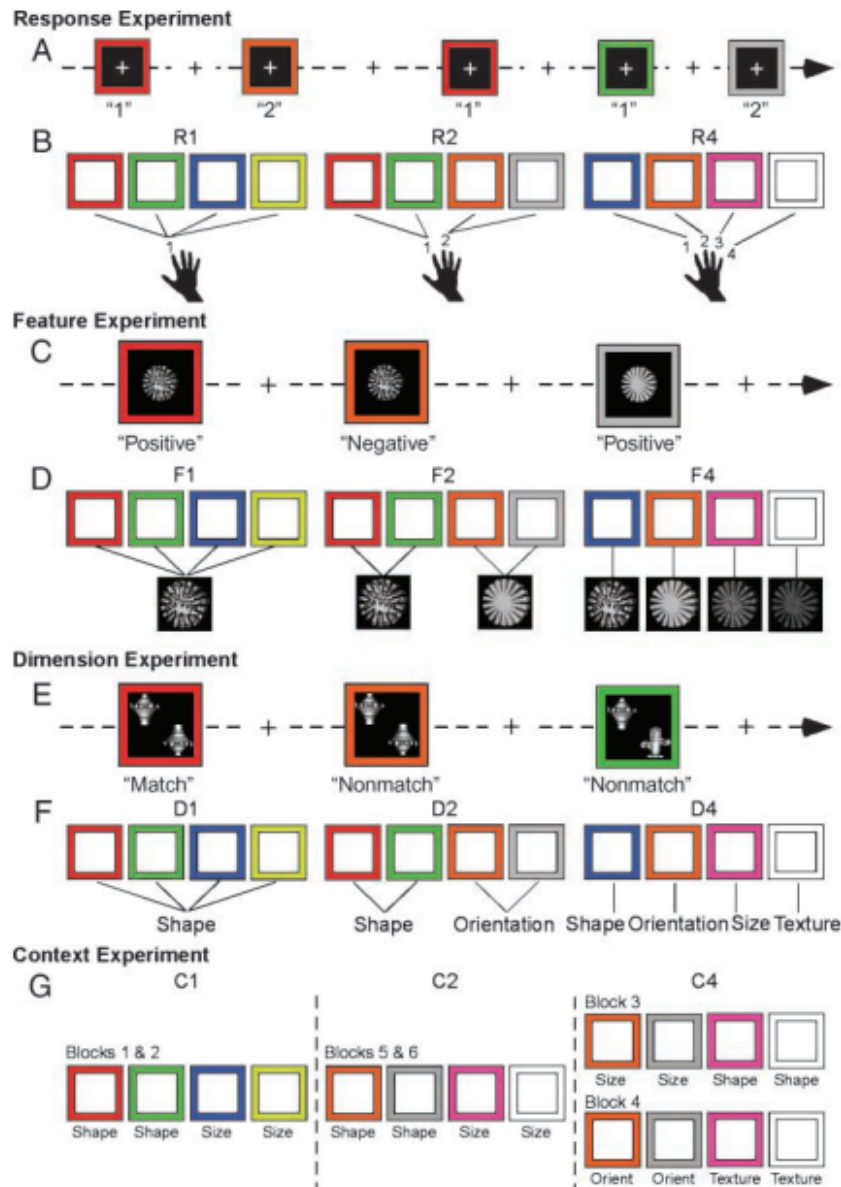 Response Experiment
A
+ + + + + + + + +
"1" "2" "1" "1" "2"
B
R1 R2 R4
1 1 2 1 2 3 4
Feature Experiment
C
+ + + + + +
"Positive" "Negative" "Positive"
D
F1 F2 F4
Dimension Experiment
E
+ + +
"Match" "Nonmatch" "Nonmatch"
F
D1 D2 D4
Shape Shape Orientation Shape Orientation Size Texture
Context Experiment
G
C1 C2 C4
Block 3
Blocks 1 & 2 Blocks 5 & 6
Size Size Shape Shape
Block 4
Shape Shape Size Size Shape Shape Size Size
Orient Orient Texture Texture